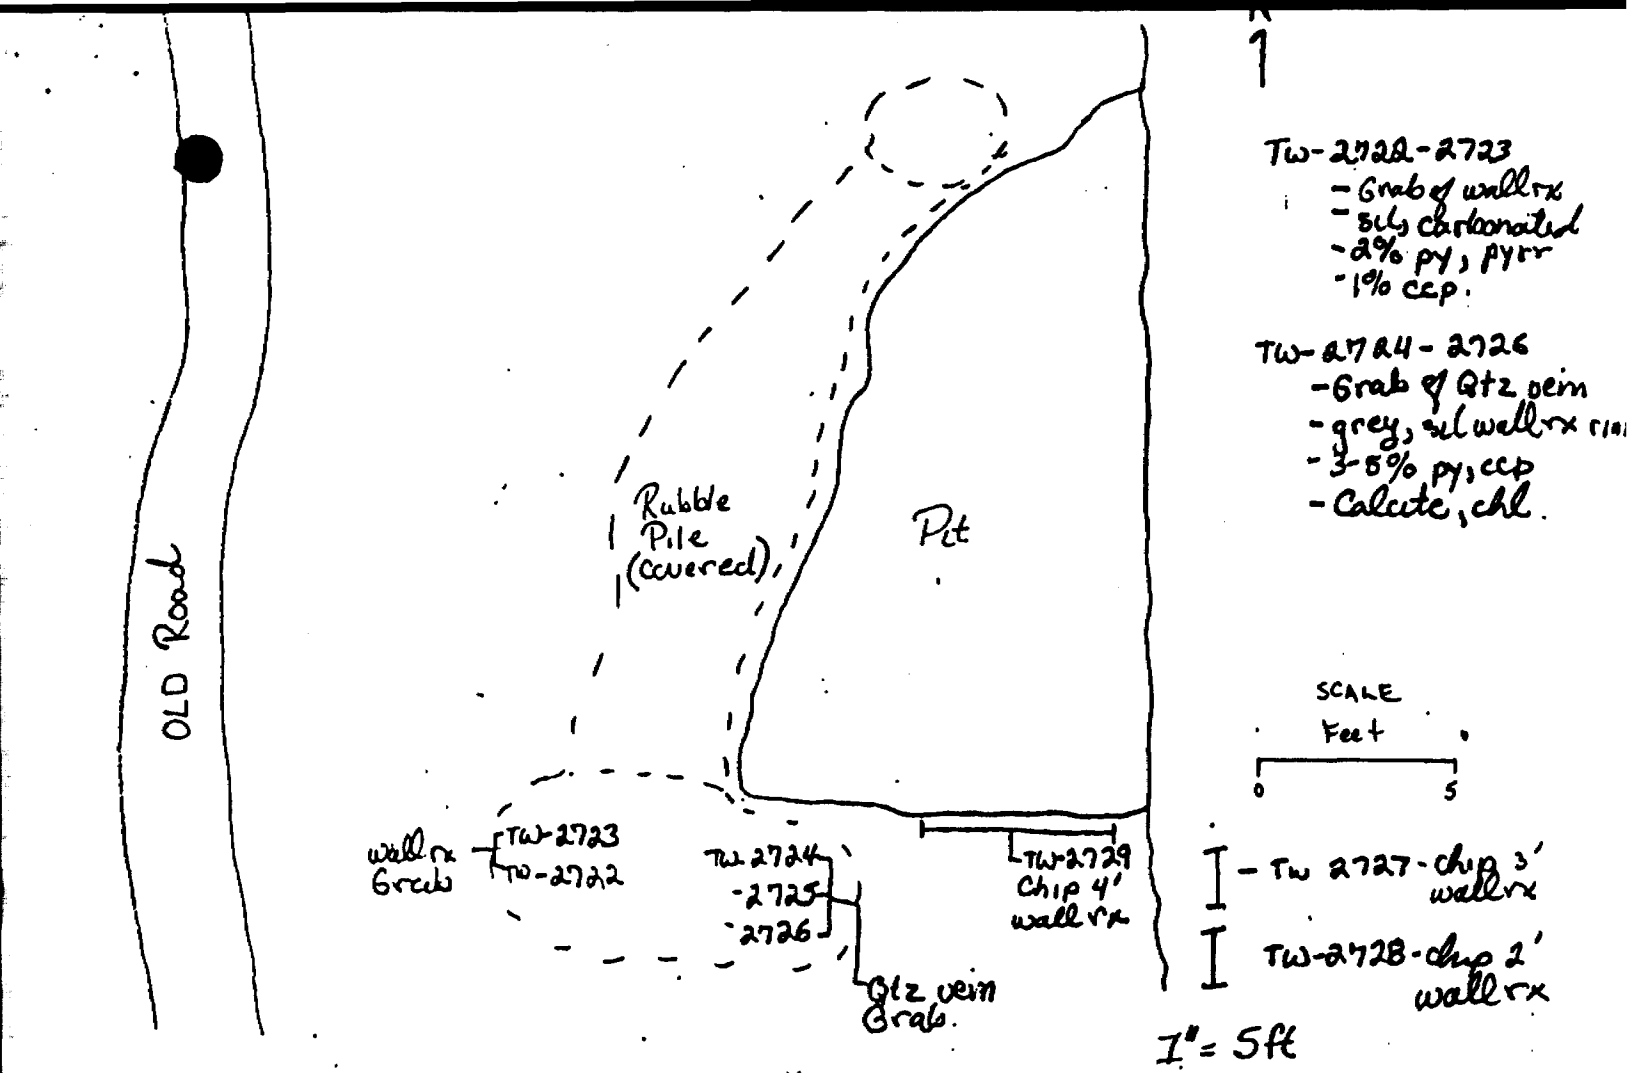 TW-2722-2723
- Grab of wall rx
- sil, carbonated
- 2% py, pyrr
- 1% ccp.
TW-2724-2726
- Grab of Qtz vein
- grey, sil wall rx
- 3-5% py, ccp
- Calcite, chl.
Rubble
Pile
(covered)
Pit
OLD Road
SCALE
Feet
0 5
wall rx
Grab
TW-2723
TW-2722
TW-2724
-2725
-2726
Qtz vein
Grab.
TW-2729
Chip 4'
wall rx
- TW 2727-chip 3'
wall rx
TW-2728-chip 2'
wall rx
1"= 5ft